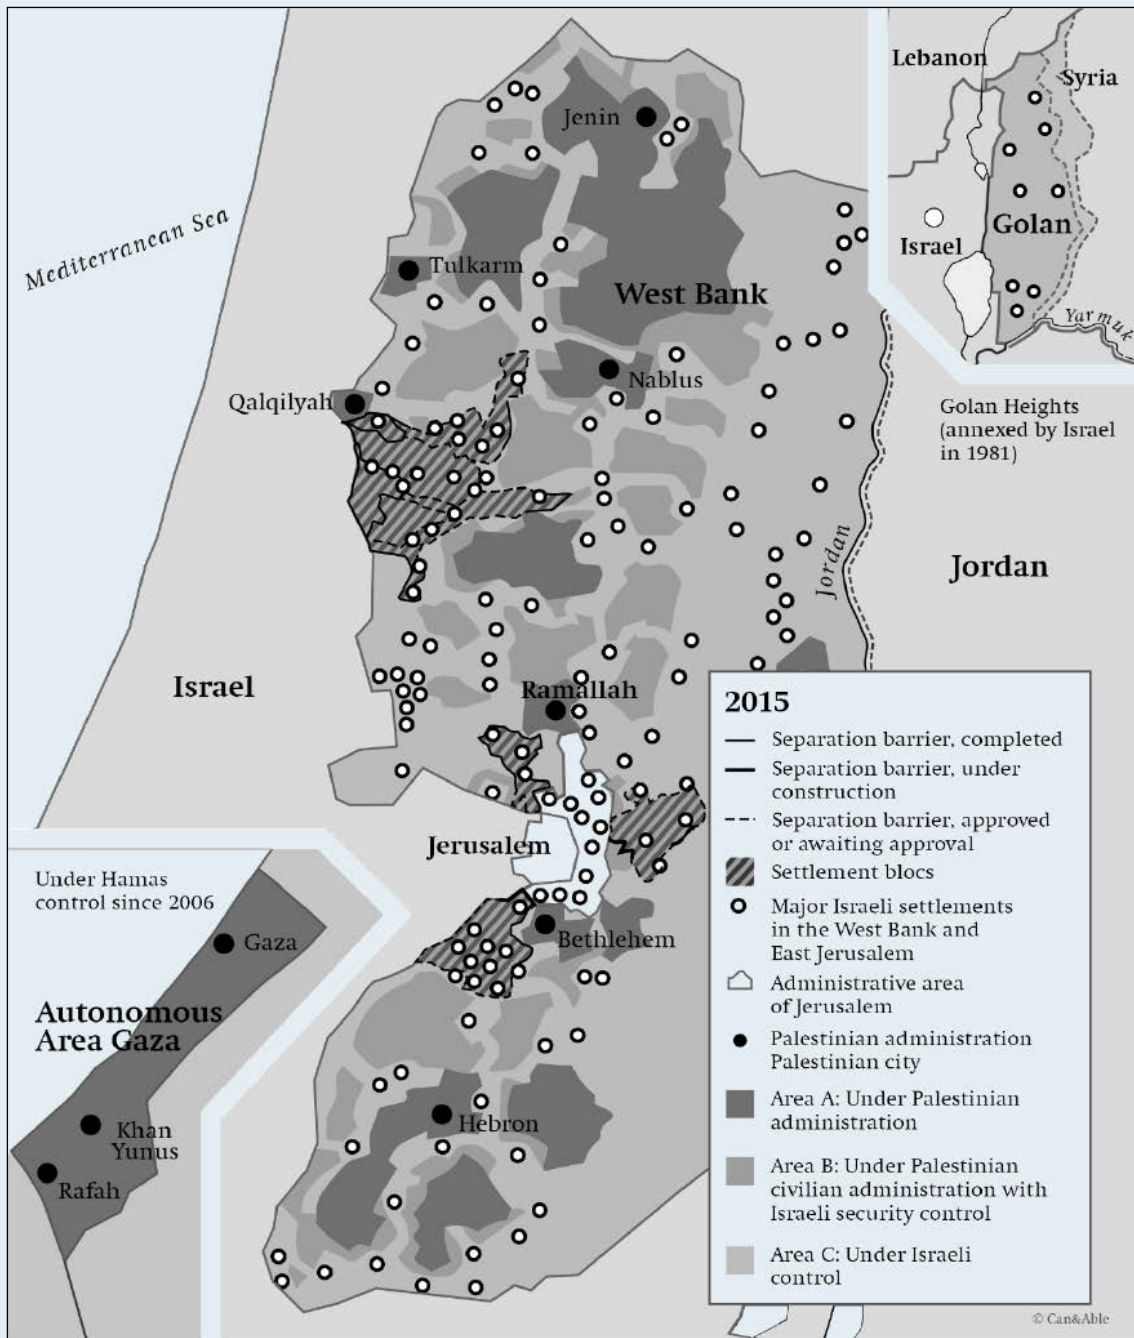 Lebanon
Syria
Jenin
Golan
Israel
Mediterranean Sea
Tulkarm
West Bank
Yarmuk
Nablus
Qalqilyah
Golan Heights
(annexed by Israel
in 1981)
Jordan
Jordan
Israel
Ramallah
2015
Separation barrier, completed
Separation barrier, under
construction
Separation barrier, approved
or awaiting approval
Settlement blocs
Major Israeli settlements
in the West Bank and
East Jerusalem
Administrative area
of Jerusalem
Palestinian administration
Palestinian city
Area A: Under Palestinian
administration
Area B: Under Palestinian
civilian administration with
Israeli security control
Area C: Under Israeli
control
Jerusalem
Under Hamas
control since 2006
Gaza
Bethlehem
Autonomous
Area Gaza
Hebron
Khan
Yunus
Rafah
© Can&Able